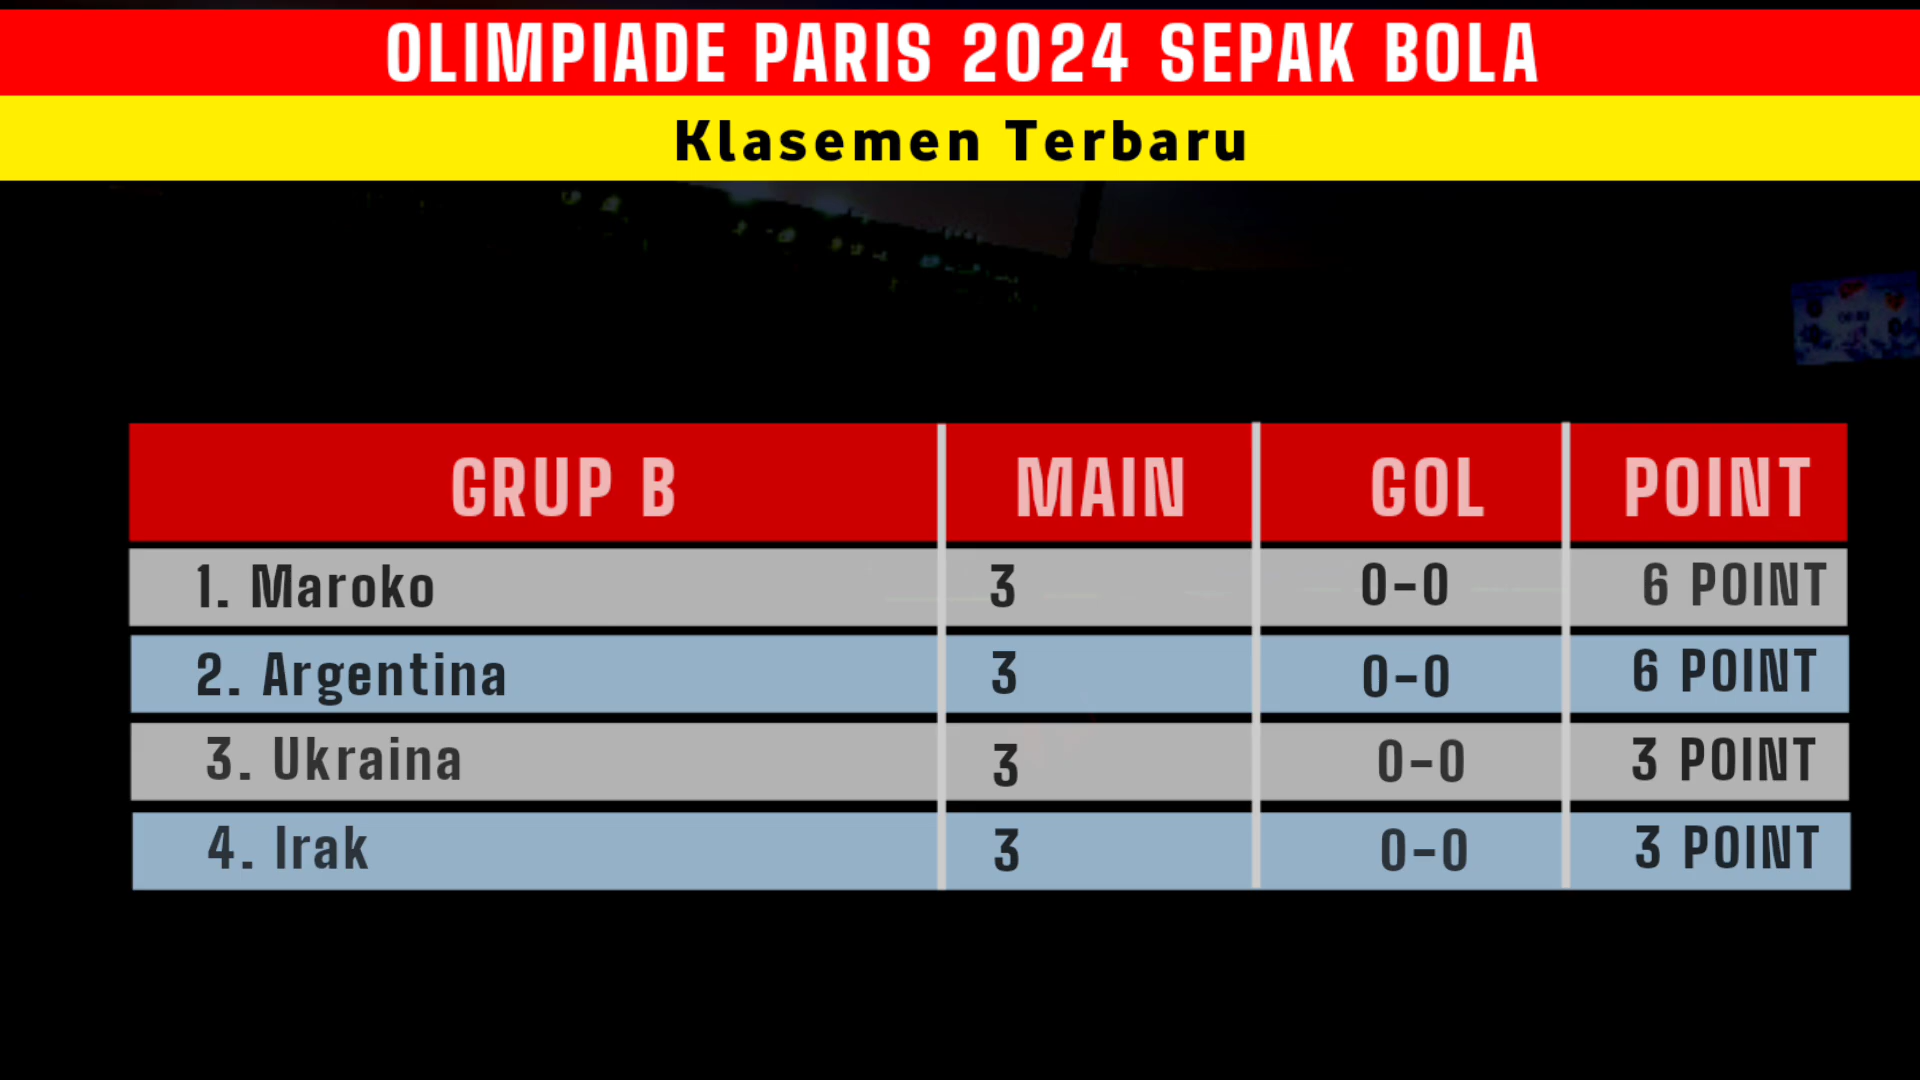 OLIMPIADE PARIS 2024 SEPAK BOLA
Klasemen Terbaru
GRUP B MAIN GOL POINT
1. Maroko 3 0-0 6 POINT
2. Argentina 3 0-0 6 POINT
3. Ukraina 3 0-0 3 POINT
4. Irak 3 0-0 3 POINT